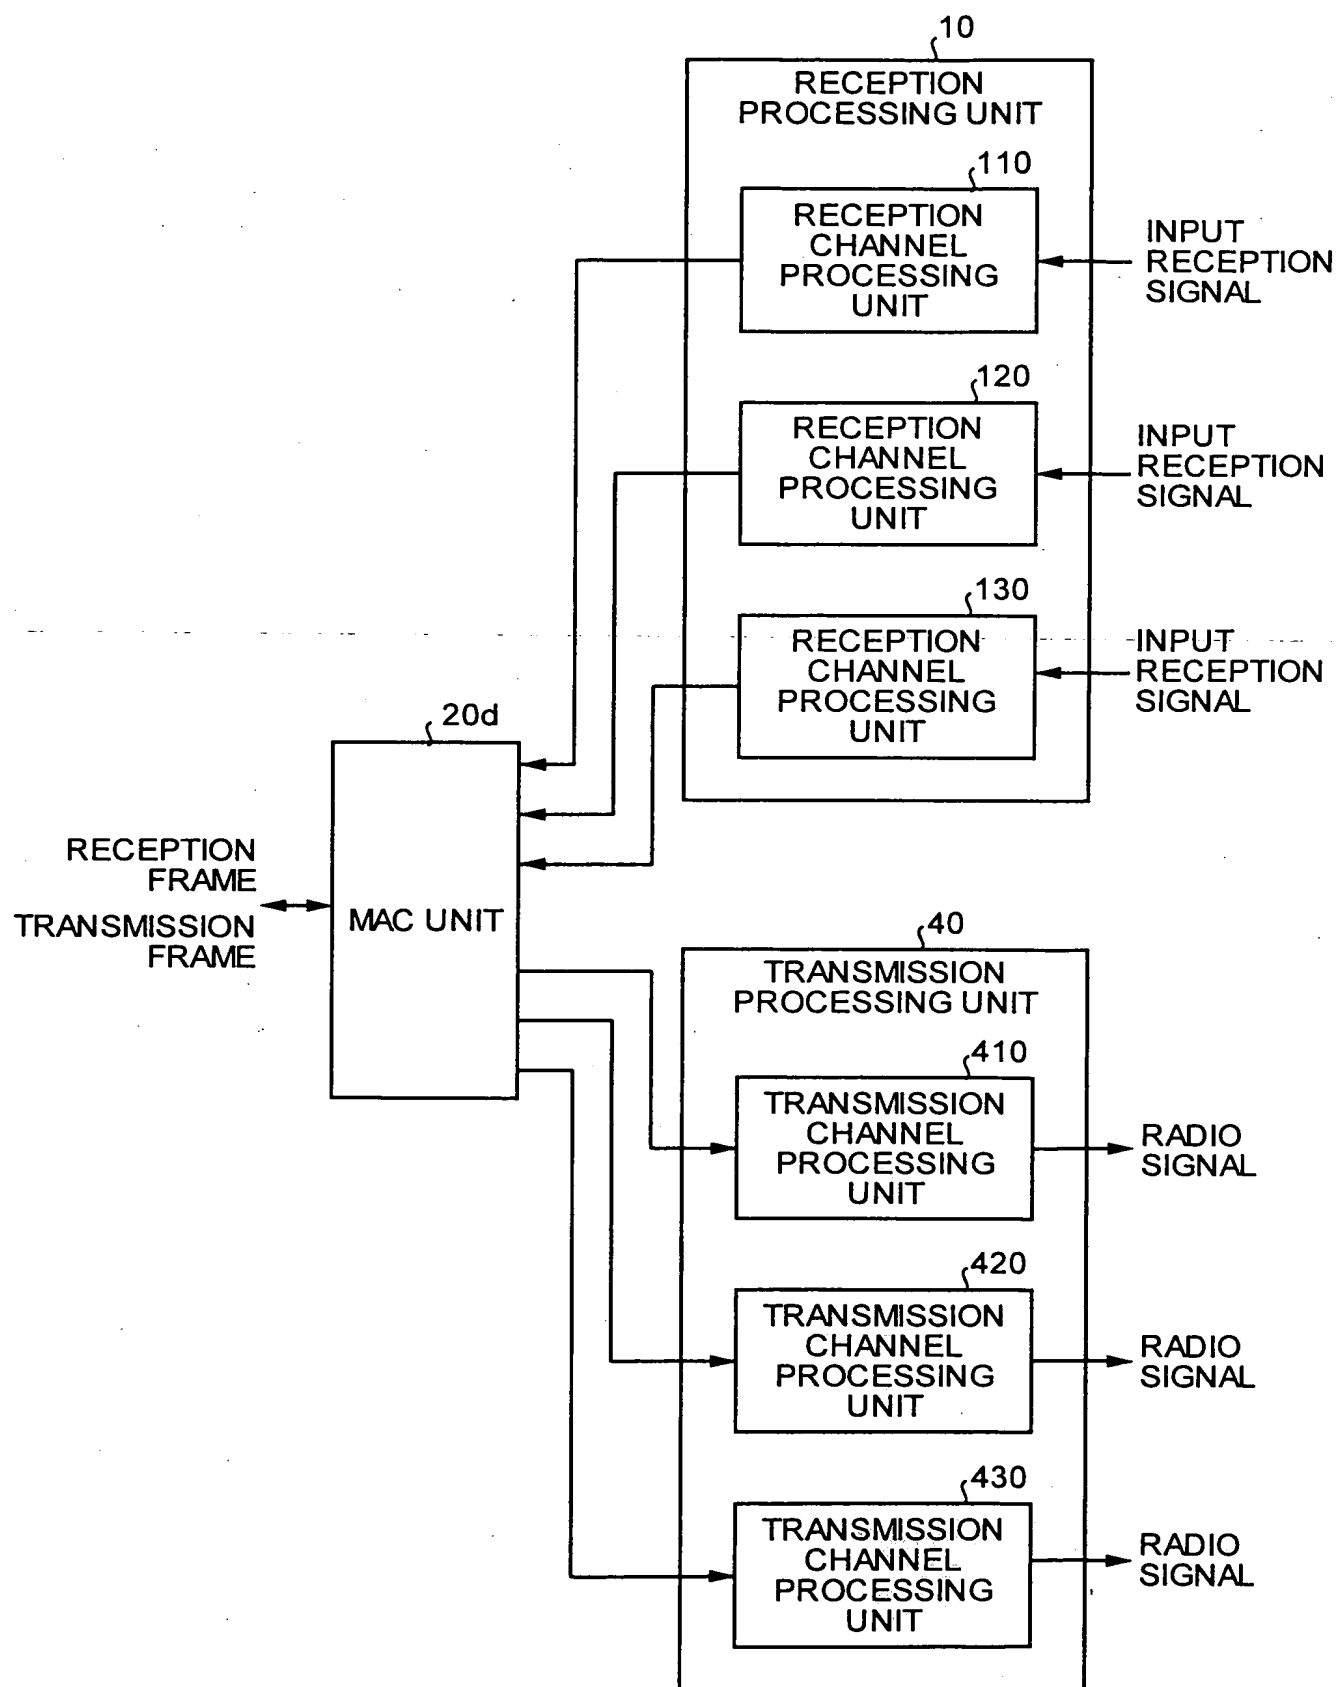 10
RECEPTION
PROCESSING UNIT
110
RECEPTION
CHANNEL
PROCESSING
UNIT
INPUT
RECEPTION
SIGNAL
120
RECEPTION
CHANNEL
PROCESSING
UNIT
INPUT
RECEPTION
SIGNAL
130
RECEPTION
CHANNEL
PROCESSING
UNIT
INPUT
RECEPTION
SIGNAL
20d
MAC UNIT
RECEPTION
FRAME
TRANSMISSION
FRAME
40
TRANSMISSION
PROCESSING UNIT
410
TRANSMISSION
CHANNEL
PROCESSING
UNIT
RADIO
SIGNAL
420
TRANSMISSION
CHANNEL
PROCESSING
UNIT
RADIO
SIGNAL
430
TRANSMISSION
CHANNEL
PROCESSING
UNIT
RADIO
SIGNAL